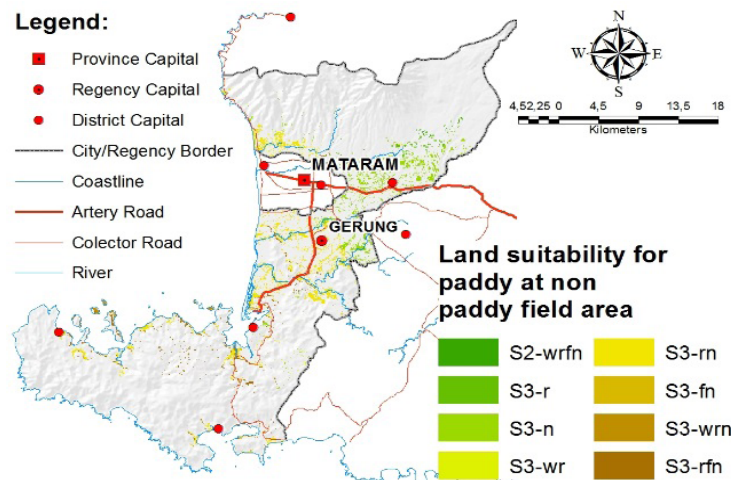 Legend:
Province Capital
Regency Capital
District Capital
City/Regency Border
Coastline
Artery Road
Colector Road
River
N
W
E
S
4,52,25 0 4,5 9 13,5 18
Kilometers
MATARAM
GERUNG
Land suitability for
paddy at non
paddy field area
S2-wrfn
S3-r
S3-n
S3-wr
S3-rn
S3-fn
S3-wrn
S3-rfn